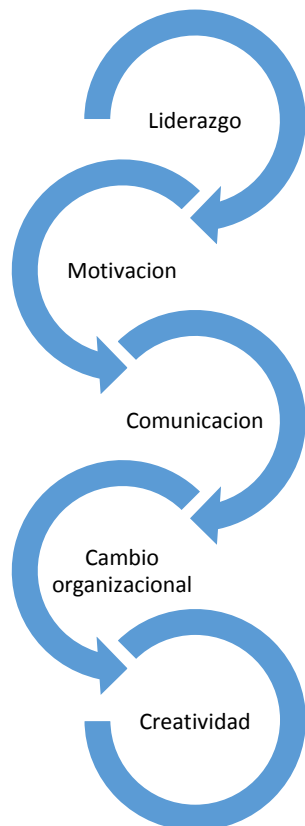 Liderazgo
Motivacion
Comunicacion
Cambio
organizacional
Creatividad